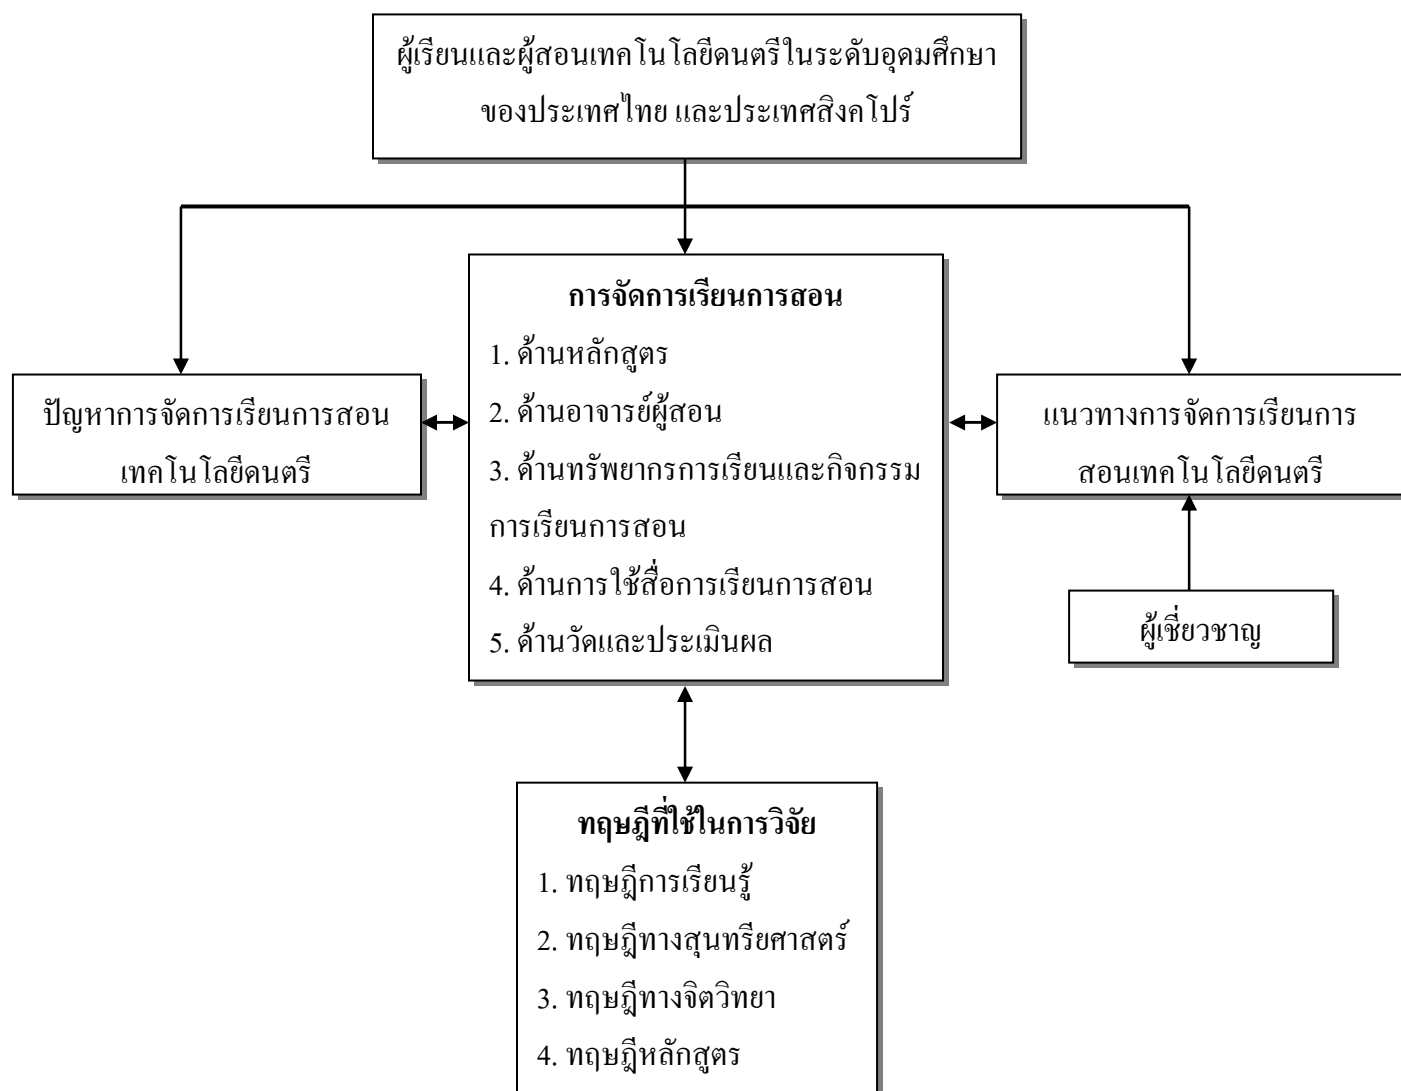 ผู้เรียนและผู้สอนเทคโนโลยีดนตรีในระดับอุดมศึกษา
ของประเทศไทย และประเทศสิงคโปร์
การจัดการเรียนการสอน
1. ด้านหลักสูตร
2. ด้านอาจารย์ผู้สอน
3. ด้านทรัพยากรการเรียนและกิจกรรม
การเรียนการสอน
4. ด้านการใช้สื่อการเรียนการสอน
5. ด้านวัดและประเมินผล
ปัญหาการจัดการเรียนการสอน
เทคโนโลยีดนตรี
แนวทางการจัดการเรียนการ
สอนเทคโนโลยีดนตรี
ผู้เชี่ยวชาญ
ทฤษฎีที่ใช้ในการวิจัย
1. ทฤษฎีการเรียนรู้
2. ทฤษฎีทางสุนทรียศาสตร์
3. ทฤษฎีทางจิตวิทยา
4. ทฤษฎีหลักสูตร